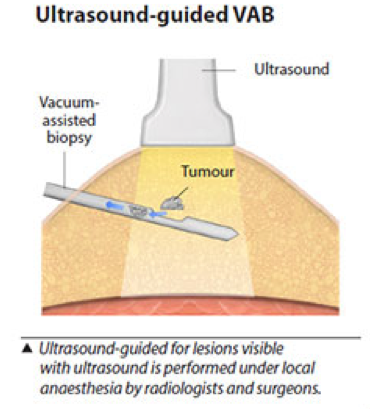 Ultrasound-guided VAB
Ultrasound
Vacuum-
assisted
biopsy
Tumour
▲ Ultrasound-guided for lesions visible
with ultrasound is performed under local
anaesthesia by radiologists and surgeons.